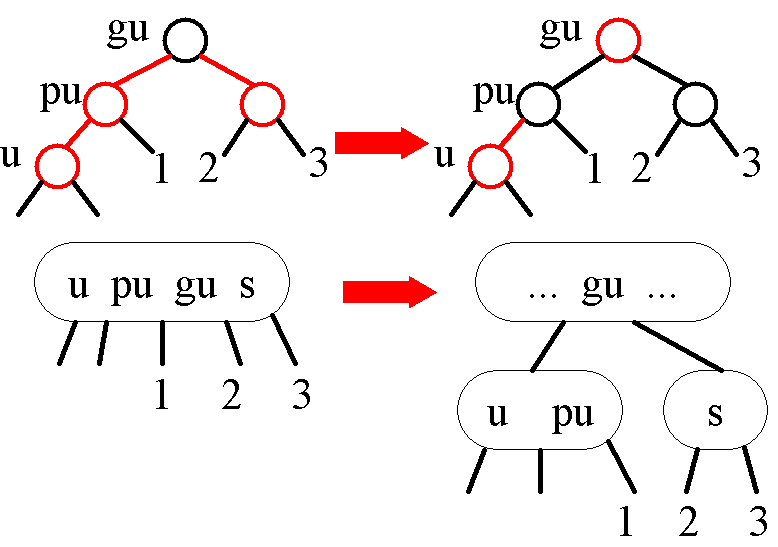 gu gu
pu pu
u 1 2 3 u 1 2 3
u pu gu s ... gu ...
1 2 3
u pu s
1 2 3